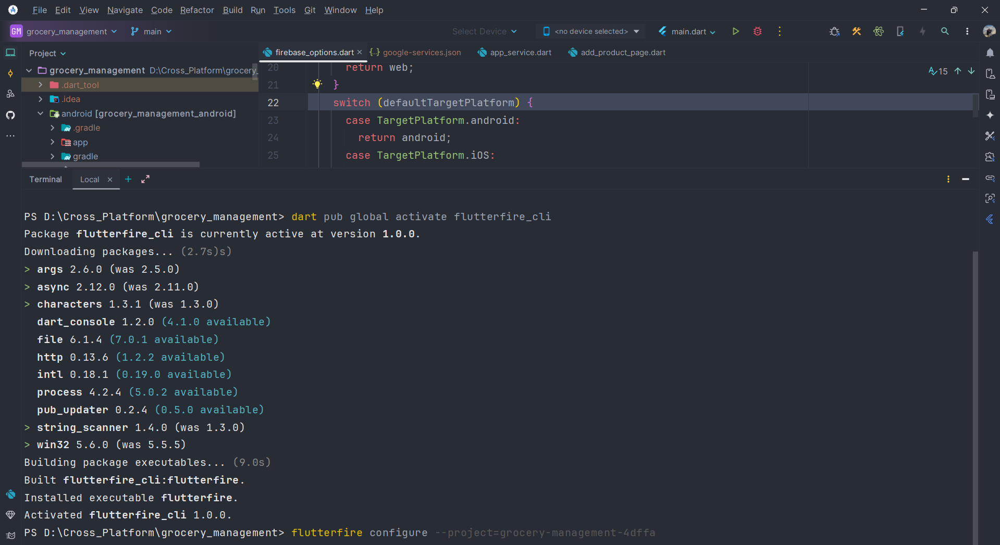 File Edit View Navigate Code Refactor Build Run Tools Git Window Help
GM grocery_management main Select Device <no device selected> main.dart
Project
firebase_options.dart google-services.json app_service.dart add_product_page.dart
grocery_management D:\Cross_Platform\grocery_
.dart_tool
.idea
android [grocery_management_android]
.gradle
app
gradle
20 return web;
21 }
22 switch (defaultTargetPlatform) {
23 case TargetPlatform.android:
24 return android;
25 case TargetPlatform.iOS:
15
Terminal Local
PS D:\Cross_Platform\grocery_management> dart pub global activate flutterfire_cli
Package flutterfire_cli is currently active at version 1.0.0.
Downloading packages... (2.7s)s)
> args 2.6.0 (was 2.5.0)
> async 2.12.0 (was 2.11.0)
> characters 1.3.1 (was 1.3.0)
dart_console 1.2.0 (4.1.0 available)
file 6.1.4 (7.0.1 available)
http 0.13.6 (1.2.2 available)
intl 0.18.1 (0.19.0 available)
process 4.2.4 (5.0.2 available)
pub_updater 0.2.4 (0.5.0 available)
> string_scanner 1.4.0 (was 1.3.0)
> win32 5.6.0 (was 5.5.5)
Building package executables... (9.0s)
Built flutterfire_cli:flutterfire.
Installed executable flutterfire.
Activated flutterfire_cli 1.0.0.
PS D:\Cross_Platform\grocery_management> flutterfire configure --project=grocery-management-4dffa